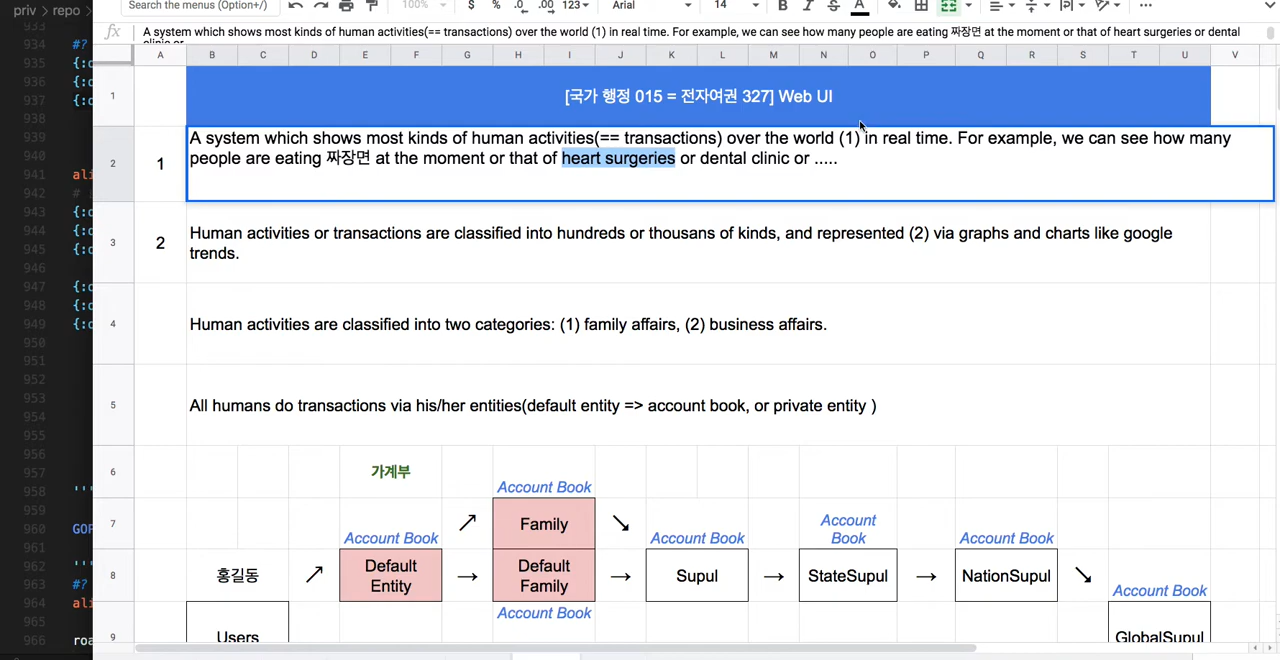 priv > repo >
Search the menus (Option+/)
100%
$ % .0 .00 123
Arial
14
B I S A
fx
A system which shows most kinds of human activities(== transactions) over the world (1) in real time. For example, we can see how many people are eating 짜장면 at the moment or that of heart surgeries or dental
clinic or
A B C D E F G H I J K L M N O P Q R S T U V
1
[국가 행정 015 = 전자여권 327] Web UI
2
1
A system which shows most kinds of human activities(== transactions) over the world (1) in real time. For example, we can see how many
people are eating 짜장면 at the moment or that of heart surgeries or dental clinic or .....
3
2
Human activities or transactions are classified into hundreds or thousans of kinds, and represented (2) via graphs and charts like google
trends.
4
Human activities are classified into two categories: (1) family affairs, (2) business affairs.
5
All humans do transactions via his/her entities(default entity => account book, or private entity )
6
가계부
Account Book
7
↗
Family
↘
Account Book
Account Book
Account
Book
Account Book
8
홍길동
↗
Default
Entity
→
Default
Family
→
Supul
→
StateSupul
→
NationSupul
↘
Account Book
Account Book
9
Users
GlobalSupul
933
934 #?
935 {:c
936 {:c
937 {:c
938
939
940
941 ali
942 #
943 {:c
944 {:c
945 {:c
946
947 {:c
948 {:c
949 {:c
950
951
952
953
954
955
956
957
958 '''
959
960 GOF
961
962 '''
963 #?
964 ali
965
966 roa